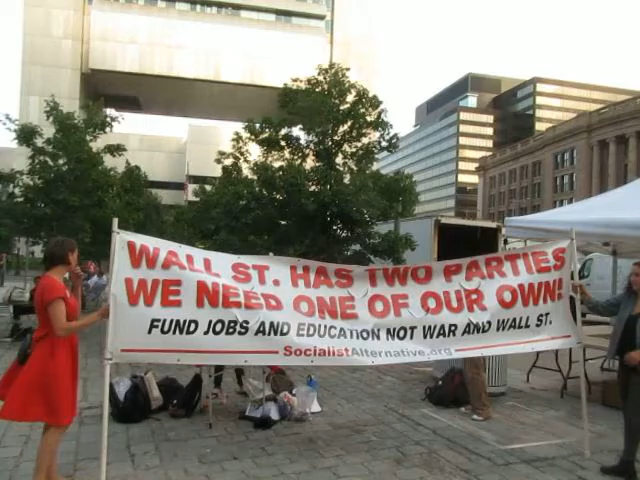 WALL ST. HAS TWO PARTIES
WE NEED ONE OF OUR OWN!
FUND JOBS AND EDUCATION NOT WAR AND WALL ST.
SocialistAlternative.org